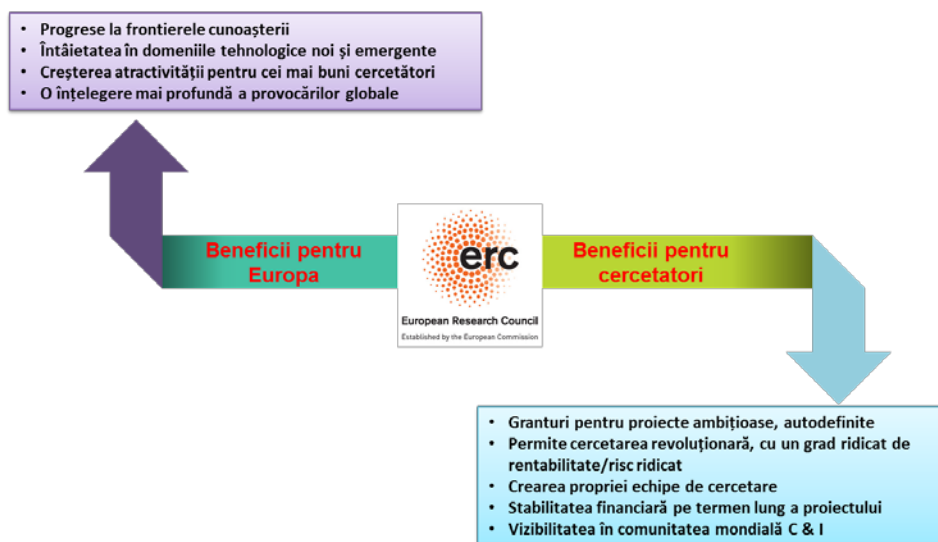 • Progrese la frontierele cunoașterii
• Întâietatea în domeniile tehnologice noi și emergente
• Creșterea atractivității pentru cei mai buni cercetători
• O înțelegere mai profundă a provocărilor globale
Beneficii pentru
Europa
erc
European Research Council
Established by the European Commission
Beneficii pentru
cercetatori
• Granturi pentru proiecte ambițioase, autodefinite
• Permite cercetarea revoluționară, cu un grad ridicat de
rentabilitate/risc ridicat
• Crearea propriei echipe de cercetare
• Stabilitatea financiară pe termen lung a proiectului
• Vizibilitatea în comunitatea mondială C & I